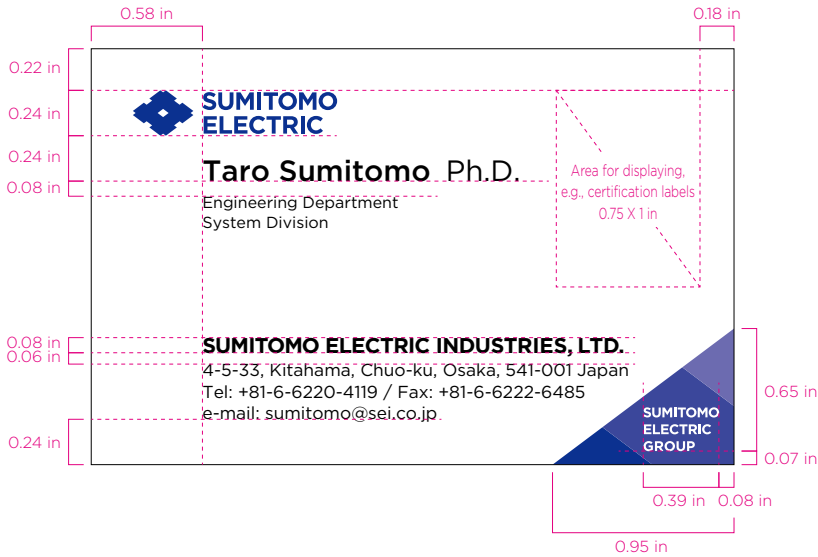 0.58 in
0.18 in
0.22 in
0.24 in
0.24 in
0.08 in
SUMITOMO
ELECTRIC
Taro Sumitomo Ph.D.
Engineering Department
System Division
Area for displaying,
e.g., certification labels
0.75 X 1 in
0.08 in
0.06 in
0.24 in
SUMITOMO ELECTRIC INDUSTRIES, LTD.
4-5-33, Kitahama, Chuo-ku, Osaka, 541-001 Japan
Tel: +81-6-6220-4119 / Fax: +81-6-6222-6485
e-mail: sumitomo@sei.co.jp
SUMITOMO
ELECTRIC
GROUP
0.65 in
0.07 in
0.39 in
0.08 in
0.95 in